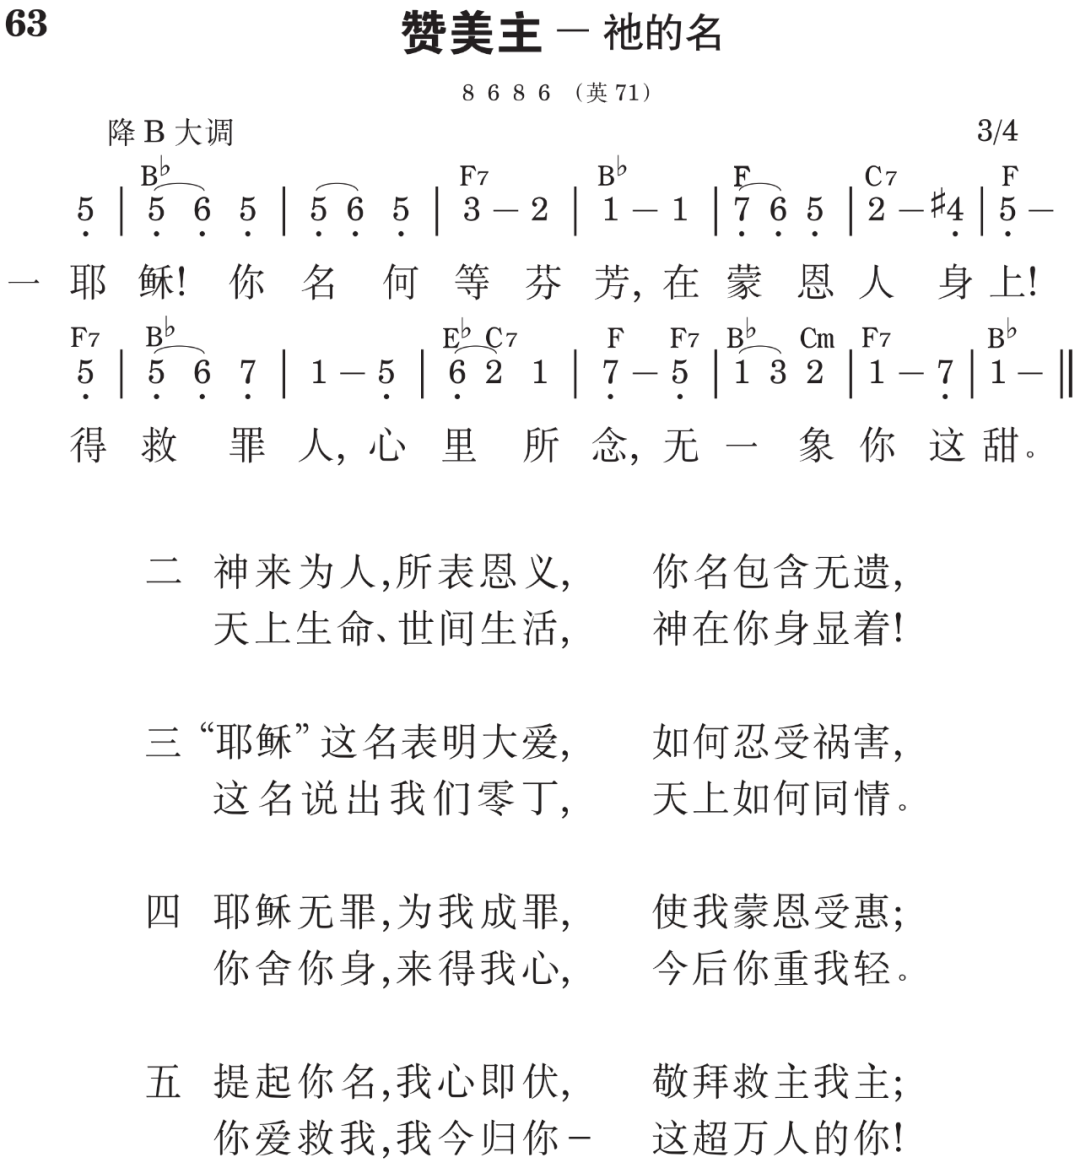 63
赞美主－祂的名
8 6 8 6 （英 71）
降 B 大调 3/4
B♭ F7 B♭ F C7 F
5 | 5 6 5 | 5 6 5 | 3 – 2 | 1 – 1 | 7 6 5 | 2 – #4 | 5 –
一 耶 稣! 你 名 何 等 芬 芳, 在 蒙 恩 人 身 上!
F7 B♭ E♭ C7 F F7 B♭ Cm F7 B♭
5 | 5 6 7 | 1 – 5 | 6 2 1 | 7 – 5 | 1 3 2 | 1 – 7 | 1 – ‖
得 救 罪 人, 心 里 所 念, 无 一 象 你 这 甜。
二 神来为人,所表恩义, 你名包含无遗,
天上生命、世间生活, 神在你身显着!
三 “耶稣”这名表明大爱, 如何忍受祸害,
这名说出我们零丁, 天上如何同情。
四 耶稣无罪,为我成罪, 使我蒙恩受惠;
你舍你身,来得我心, 今后你重我轻。
五 提起你名,我心即伏, 敬拜救主我主;
你爱救我,我今归你－ 这超万人的你!